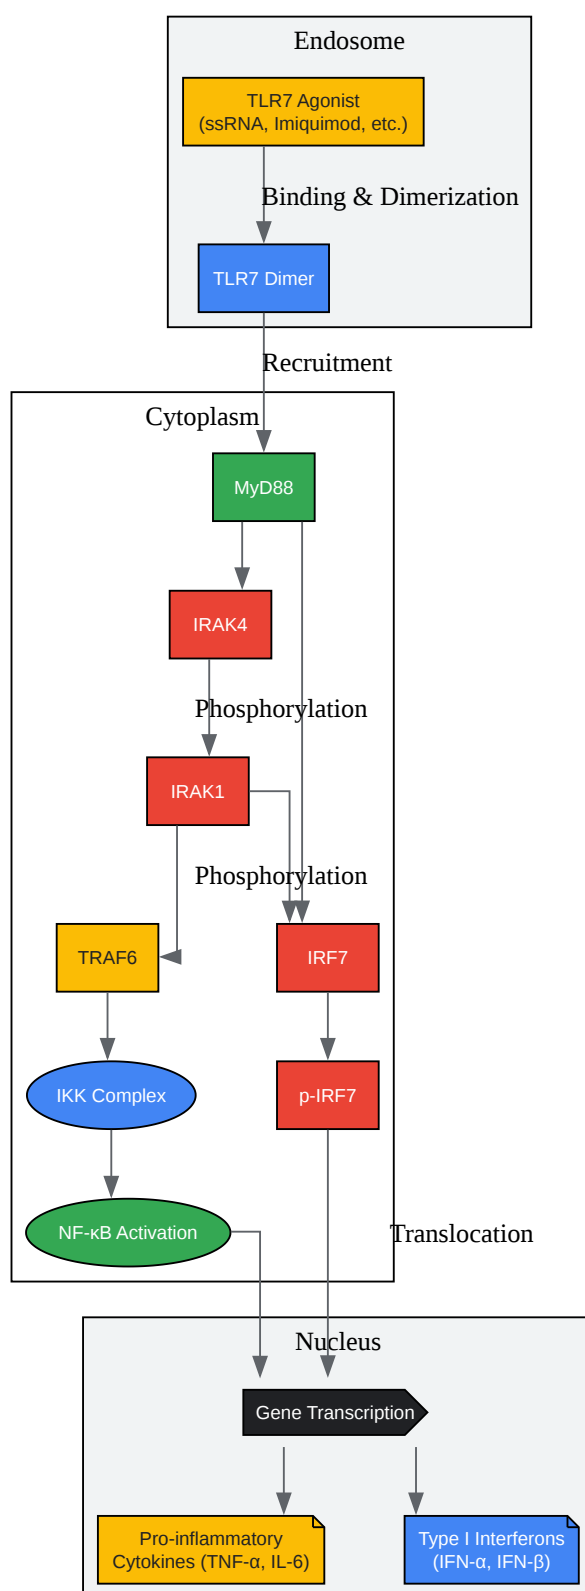 Endosome
TLR7 Agonist
(ssRNA, Imiquimod, etc.)
Binding & Dimerization
TLR7 Dimer
Recruitment
Cytoplasm
MyD88
IRAK4
Phosphorylation
IRAK1
Phosphorylation
TRAF6
IRF7
IKK Complex
p-IRF7
NF-κB Activation
Translocation
Nucleus
Gene Transcription
Pro-inflammatory
Cytokines (TNF-α, IL-6)
Type I Interferons
(IFN-α, IFN-β)